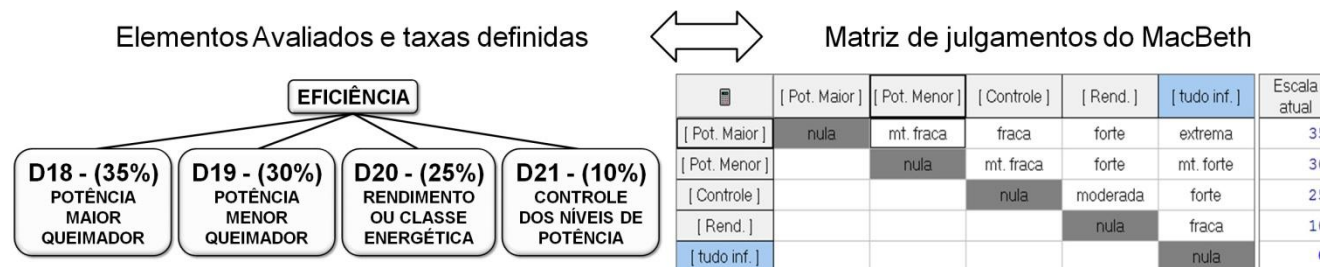 Elementos Avaliados e taxas definidas
Matriz de julgamentos do MacBeth
EFICIÊNCIA
D18 - (35%)
POTÊNCIA
MAIOR
QUEIMADOR
D19 - (30%)
POTÊNCIA
MENOR
QUEIMADOR
D20 - (25%)
RENDIMENTO
OU CLASSE
ENERGÉTICA
D21 - (10%)
CONTROLE
DOS NÍVEIS DE
POTÊNCIA
[ Pot. Maior ] [ Pot. Menor ] [ Controle ] [ Rend. ] [ tudo inf. ] Escala atual
[ Pot. Maior ] nula mt. fraca fraca forte extrema 35
[ Pot. Menor ] nula mt. fraca forte mt. forte
[ Controle ] nula moderada forte
[ Rend. ] nula fraca
[ tudo inf. ] nula